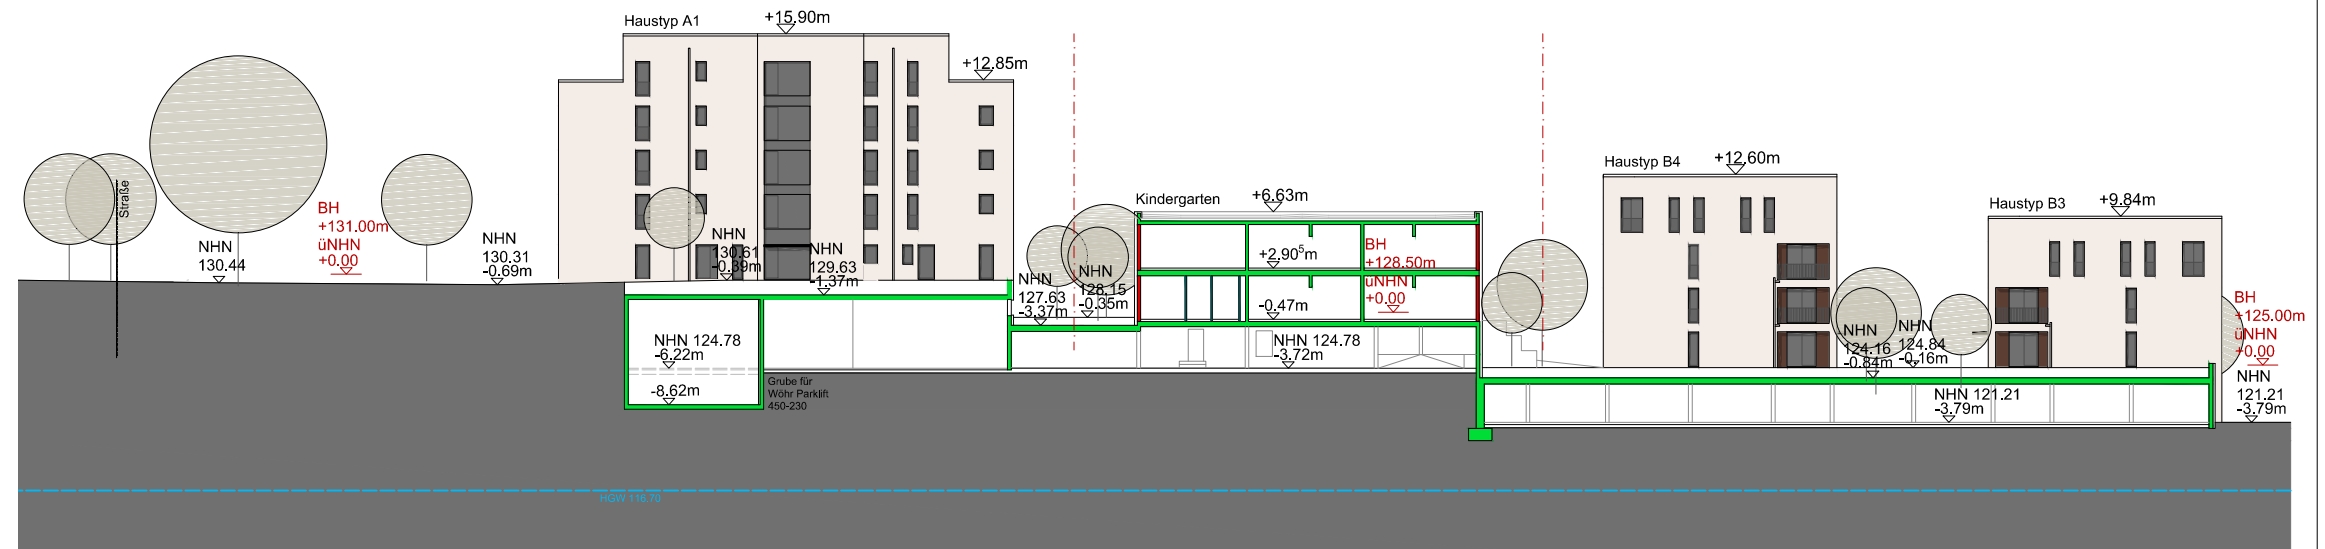 Haustyp A1
+15.90m
+12.85m
Straße
BH
+131.00m
üNHN
+0.00
NHN
130.44
NHN
130.31
-0.69m
NHN
130.61
-0.39m
NHN
129.63
-1.37m
NHN
127.63
-3.37m
NHN
128.15
-0.35m
NHN 124.78
-6.22m
-8.62m
Grube für
Wöhr Parklift
450-230
Kindergarten
+6.63m
+2.90⁵m
-0.47m
BH
+128.50m
üNHN
+0.00
NHN 124.78
-3.72m
Haustyp B4
+12.60m
Haustyp B3
+9.84m
NHN
124.16
-0.84m
NHN
124.84
-0.16m
NHN 121.21
-3.79m
BH
+125.00m
üNHN
+0.00
NHN
121.21
-3.79m
HGW 116.70